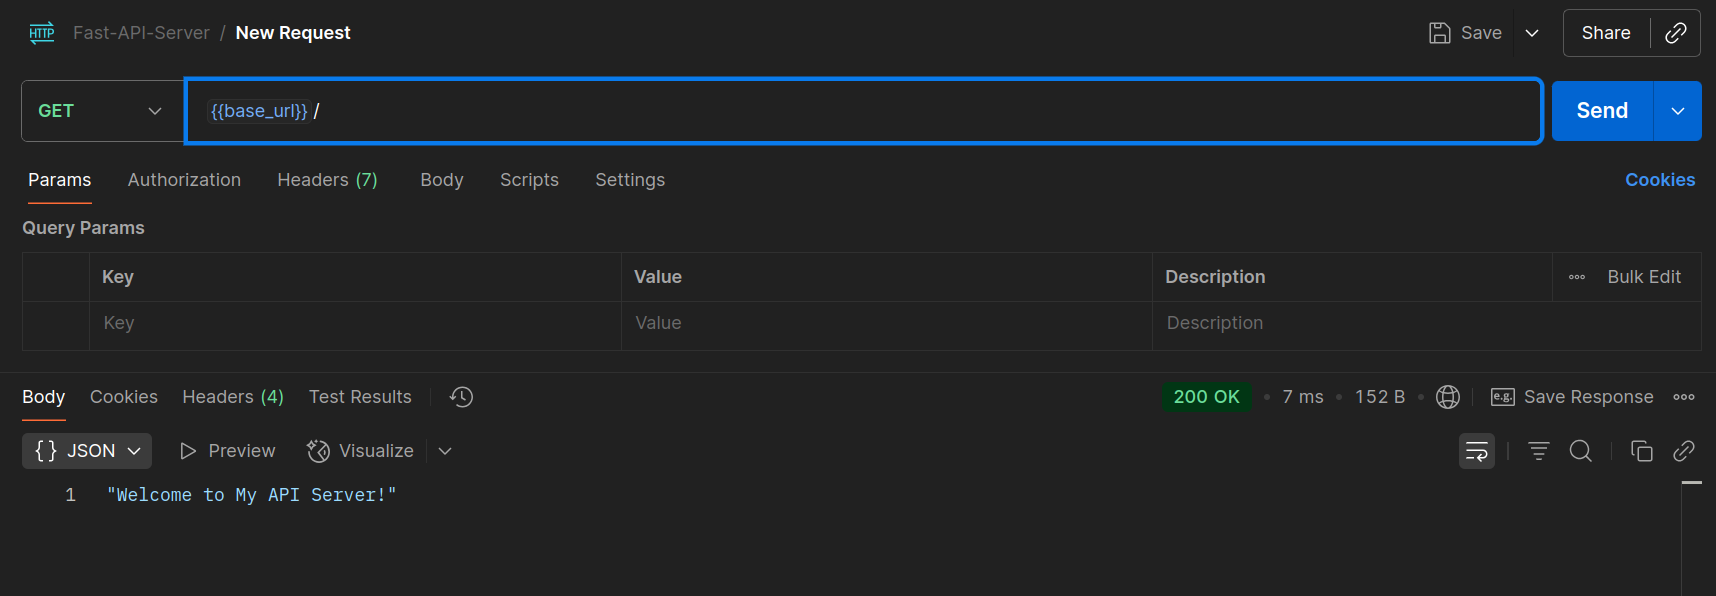 HTTP Fast-API-Server / New Request Save Share
GET {{base_url}}/ Send
Params Authorization Headers (7) Body Scripts Settings Cookies
Query Params
Key Value Description Bulk Edit
Key Value Description
Body Cookies Headers (4) Test Results 200 OK • 7 ms • 152 B • e.g. Save Response
{} JSON Preview Visualize
1 "Welcome to My API Server!"